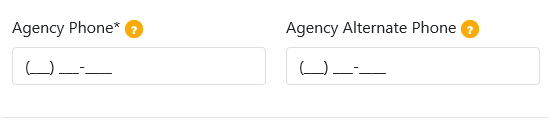 Agency Phone* ? Agency Alternate Phone ?
(___) ___-____ (___) ___-____